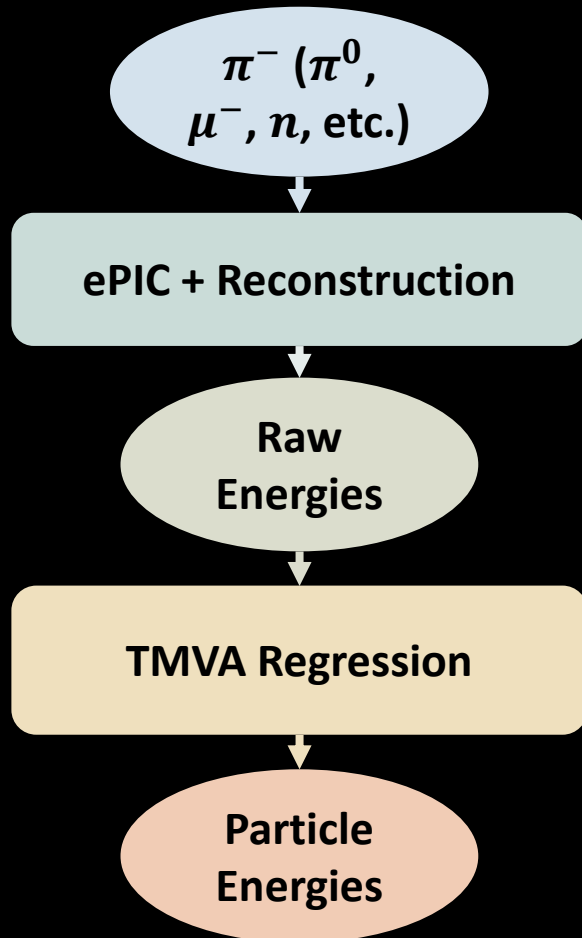 π⁻ (π⁰,
μ⁻, n, etc.)
ePIC + Reconstruction
Raw
Energies
TMVA Regression
Particle
Energies